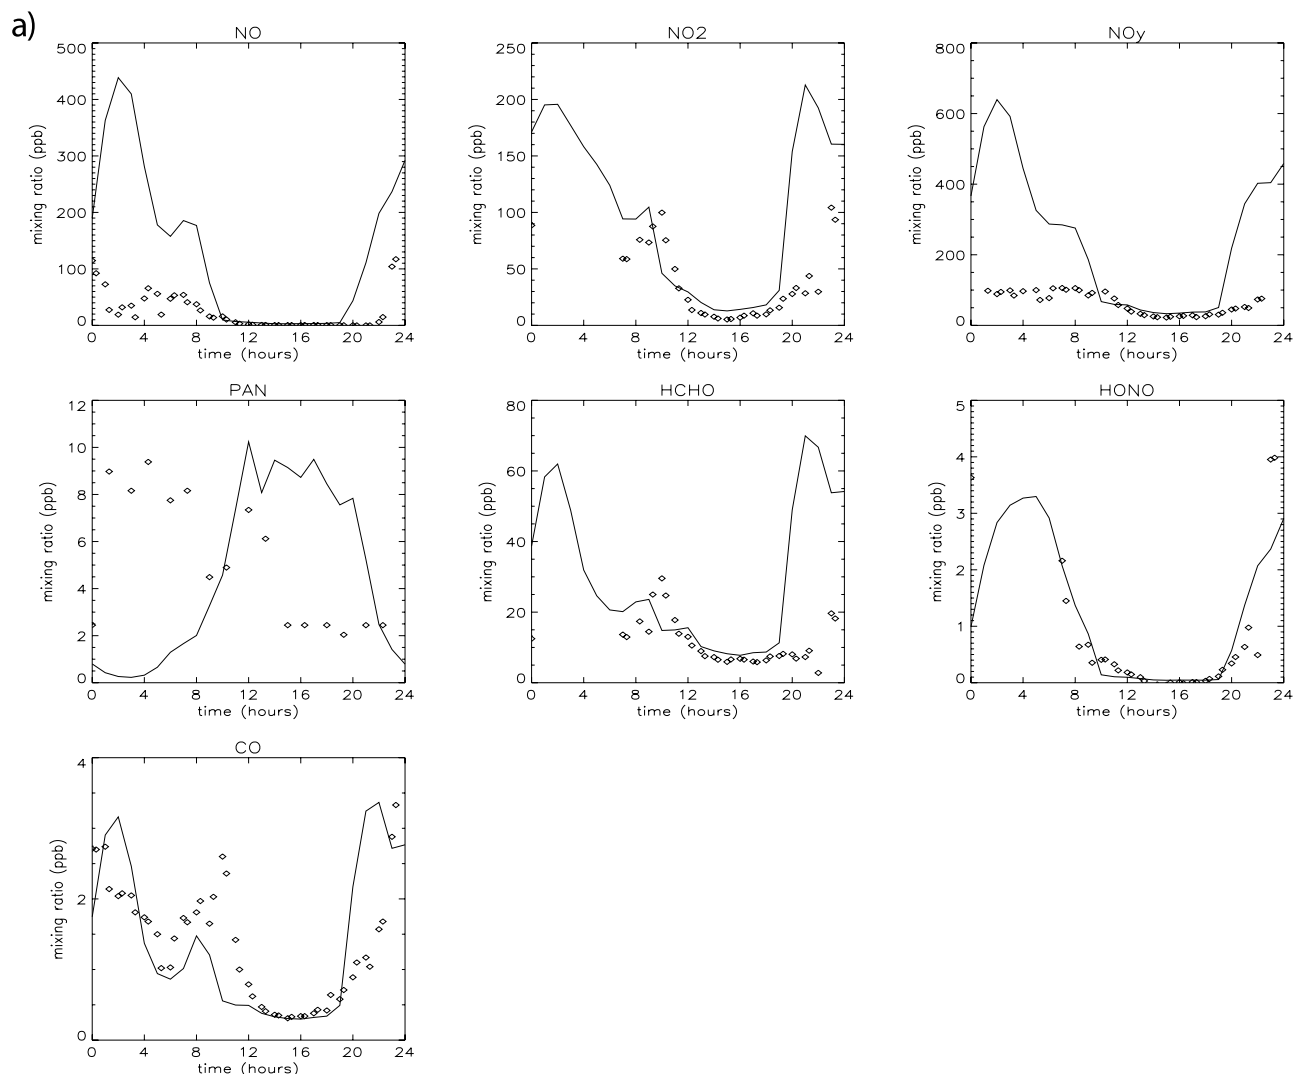 a)
NO
500
400
300
200
100
0
mixing ratio (ppb)
0 4 8 12 16 20 24
time (hours)
NO2
250
200
150
100
50
0
mixing ratio (ppb)
0 4 8 12 16 20 24
time (hours)
NOy
800
600
400
200
0
mixing ratio (ppb)
0 4 8 12 16 20 24
time (hours)
PAN
12
10
8
6
4
2
0
mixing ratio (ppb)
0 4 8 12 16 20 24
time (hours)
HCHO
80
60
40
20
0
mixing ratio (ppb)
0 4 8 12 16 20 24
time (hours)
HONO
5
4
3
2
1
0
mixing ratio (ppb)
0 4 8 12 16 20 24
time (hours)
CO
4
2
0
mixing ratio (ppb)
0 4 8 12 16 20 24
time (hours)